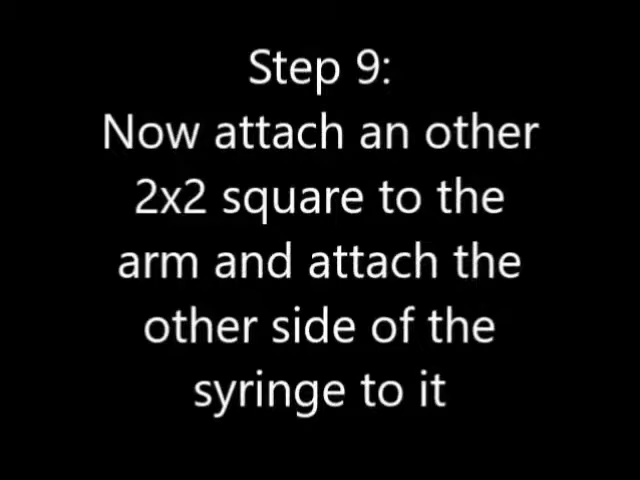 Step 9:
Now attach an other
2x2 square to the
arm and attach the
other side of the
syringe to it